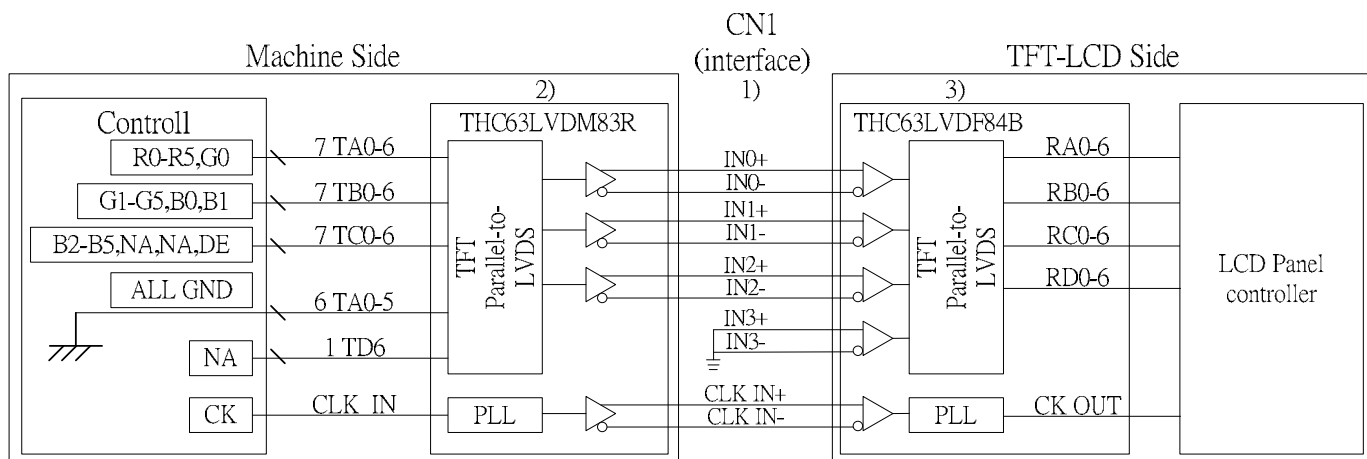 CN1
(interface)
1)
Machine Side
TFT-LCD Side
2)
3)
Controll
THC63LVDM83R
THC63LVDF84B
R0-R5,G0
7 TA0-6
G1-G5,B0,B1
7 TB0-6
B2-B5,NA,NA,DE
7 TC0-6
ALL GND
6 TA0-5
NA
1 TD6
CK
CLK IN
TFT
Parallel-to-
LVDS
PLL
IN0+
IN0-
IN1+
IN1-
IN2+
IN2-
IN3+
IN3-
CLK IN+
CLK IN-
TFT
Parallel-to-
LVDS
PLL
RA0-6
RB0-6
RC0-6
RD0-6
CK OUT
LCD Panel
controller